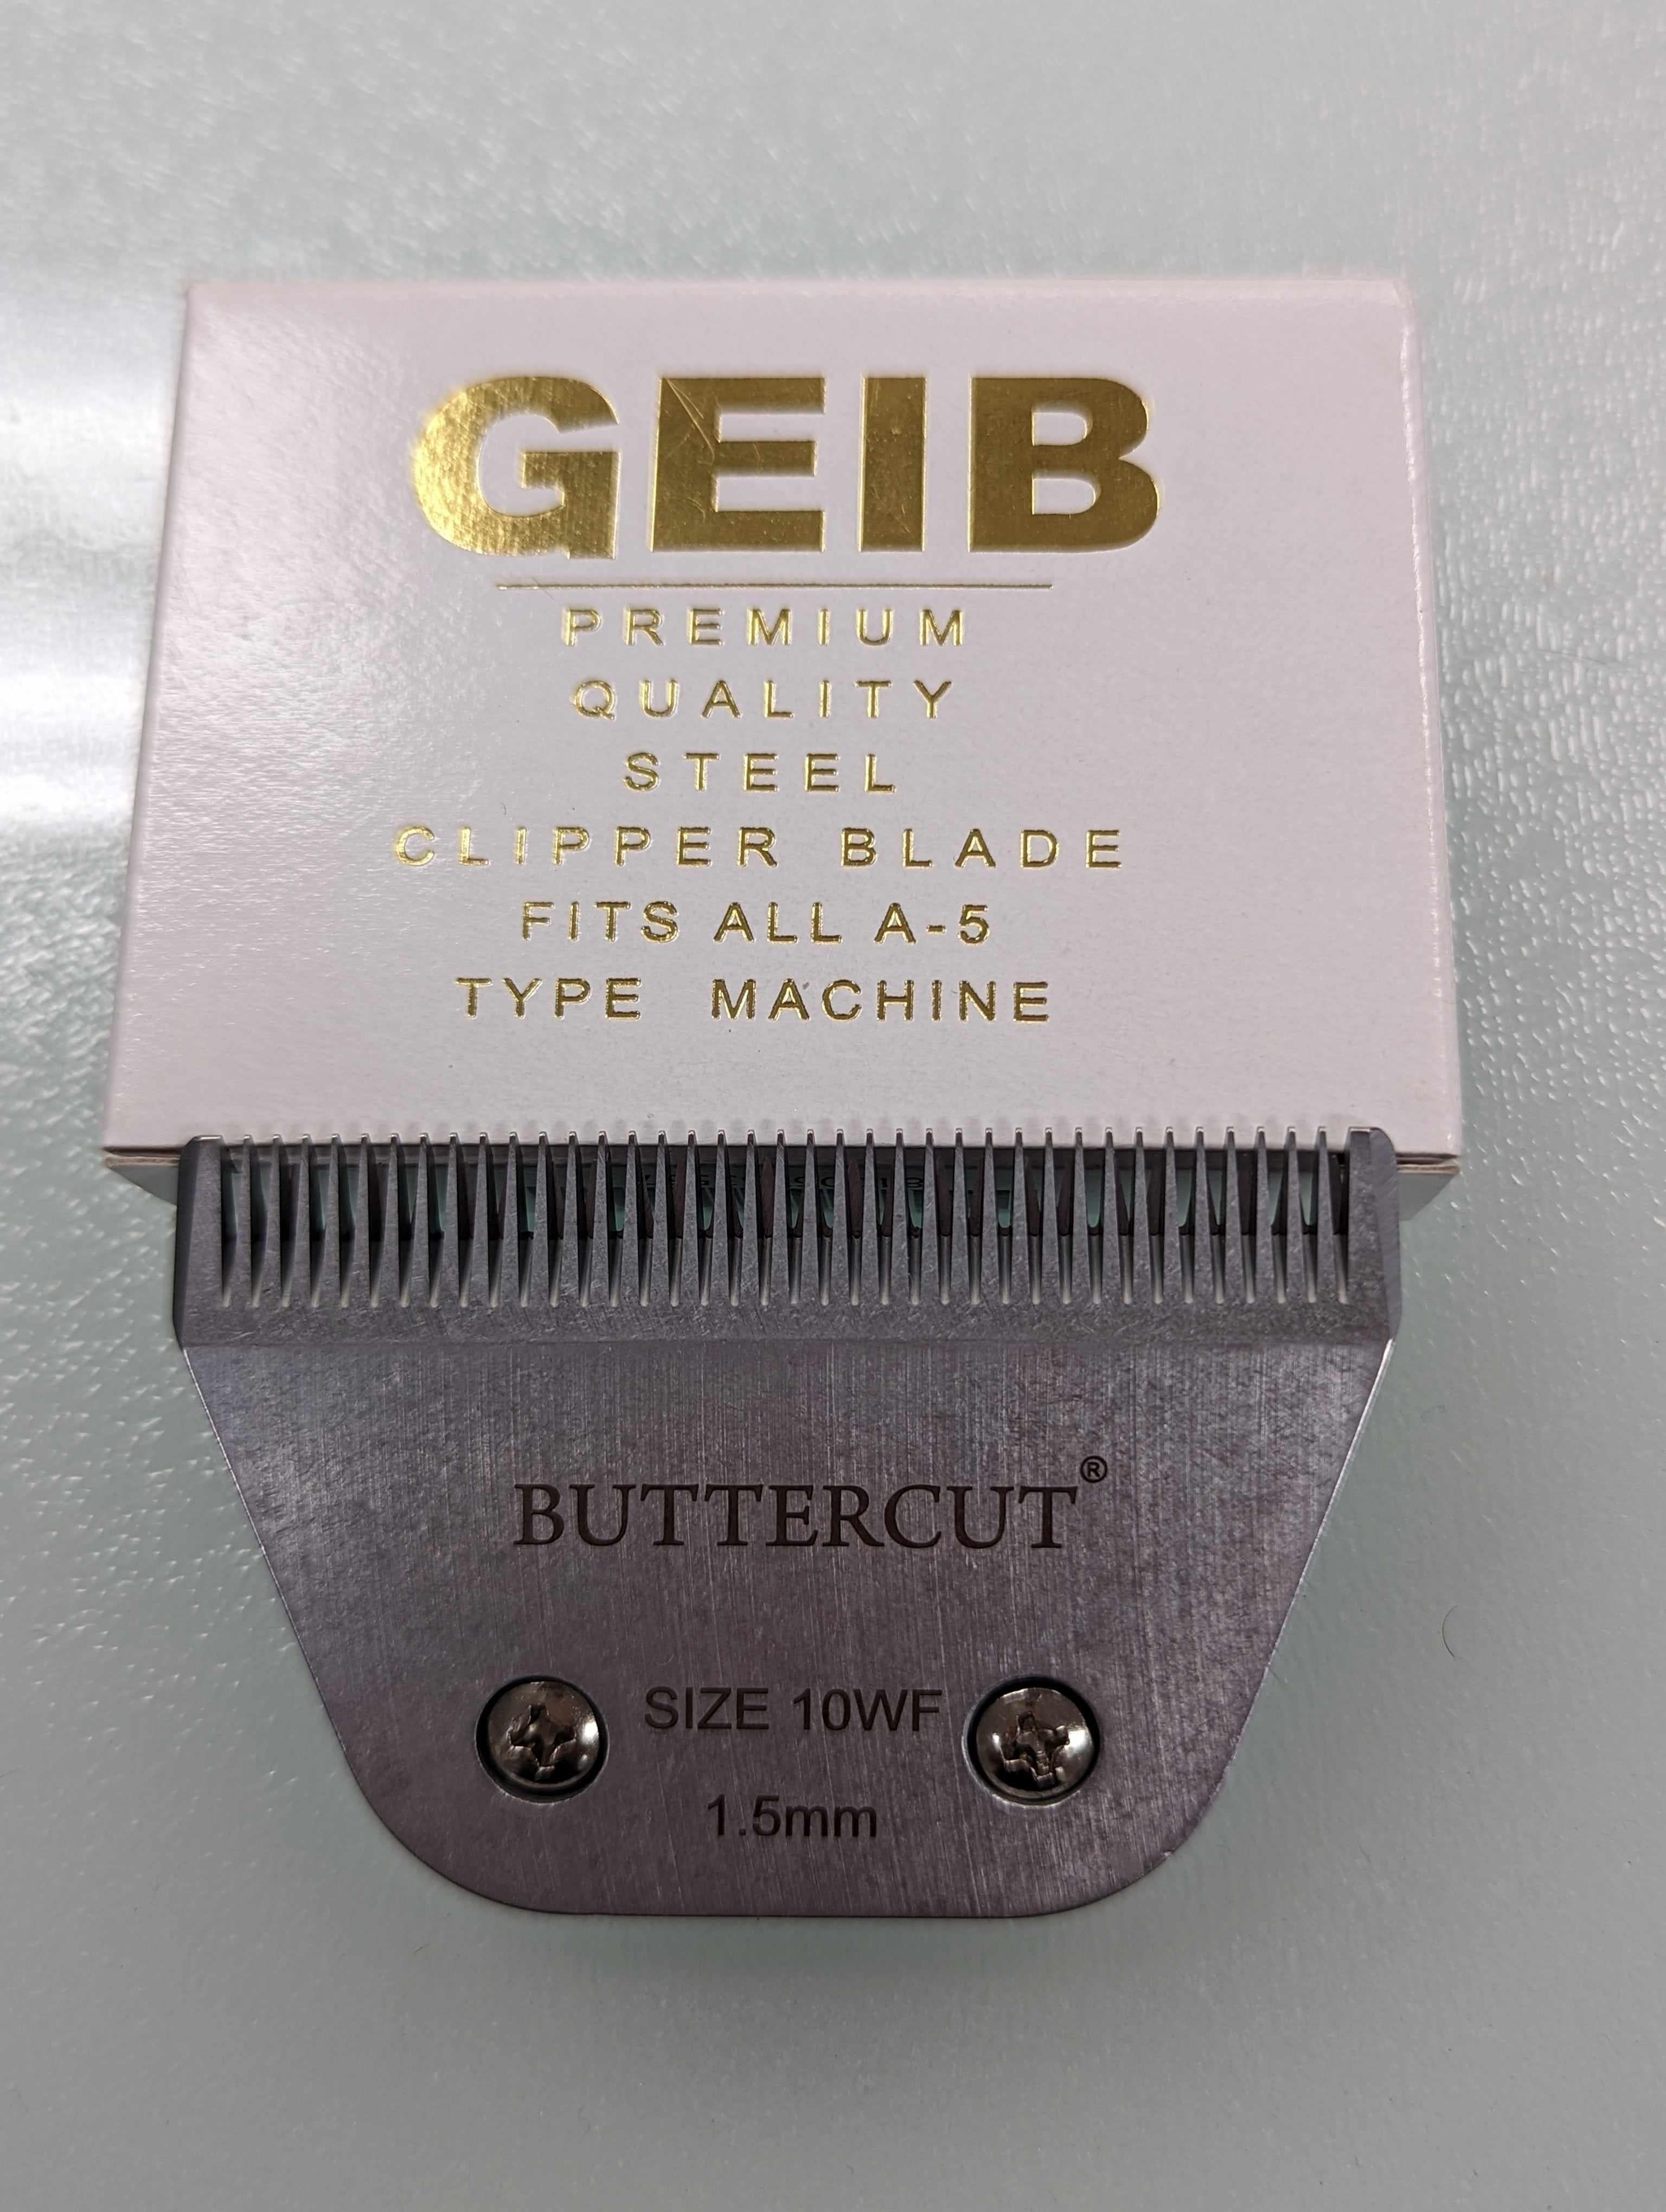 GEIB
PREMIUM
QUALITY
STEEL
CLIPPER BLADE
FITS ALL A-5
TYPE MACHINE
BUTTERCUT®
SIZE 10WF
1.5mm